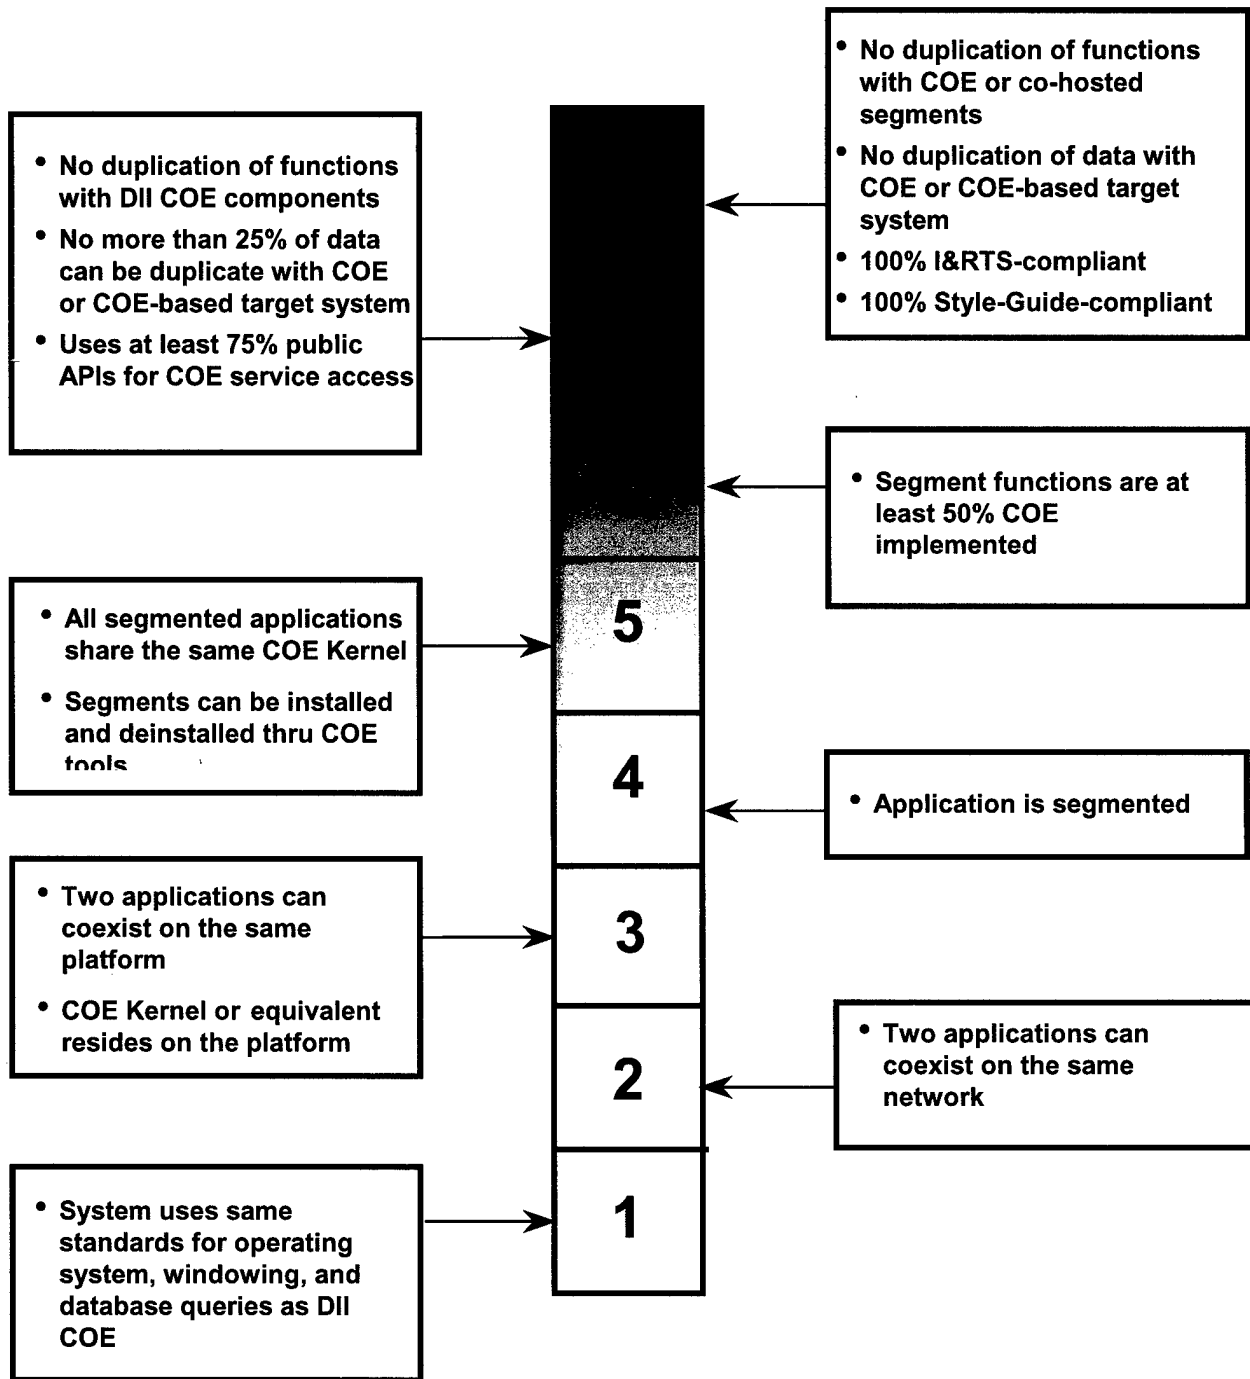 • No duplication of functions
with DII COE components
• No more than 25% of data
can be duplicate with COE
or COE-based target system
• Uses at least 75% public
APIs for COE service access
• No duplication of functions
with COE or co-hosted
segments
• No duplication of data with
COE or COE-based target
system
• 100% I&RTS-compliant
• 100% Style-Guide-compliant
• Segment functions are at
least 50% COE
implemented
5
• All segmented applications
share the same COE Kernel
• Segments can be installed
and deinstalled thru COE
tools
4
• Application is segmented
3
• Two applications can
coexist on the same
platform
• COE Kernel or equivalent
resides on the platform
2
• Two applications can
coexist on the same
network
1
• System uses same
standards for operating
system, windowing, and
database queries as DII
COE